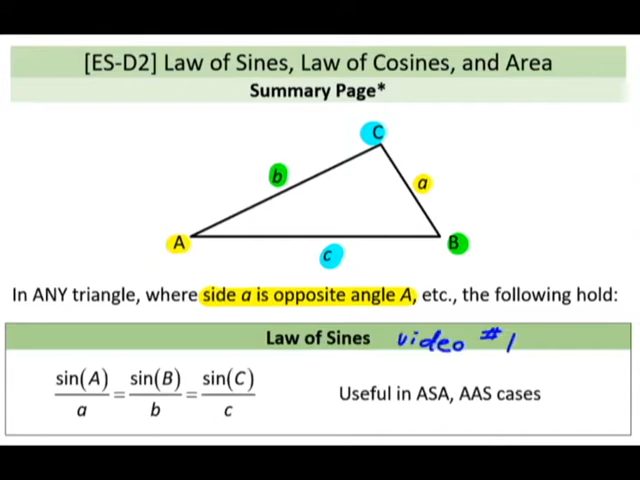 [ES-D2] Law of Sines, Law of Cosines, and Area
Summary Page*
C
b
a
A
B
c
In ANY triangle, where side a is opposite angle A, etc., the following hold:
Law of Sines video #1
sin(A)/a = sin(B)/b = sin(C)/c
Useful in ASA, AAS cases